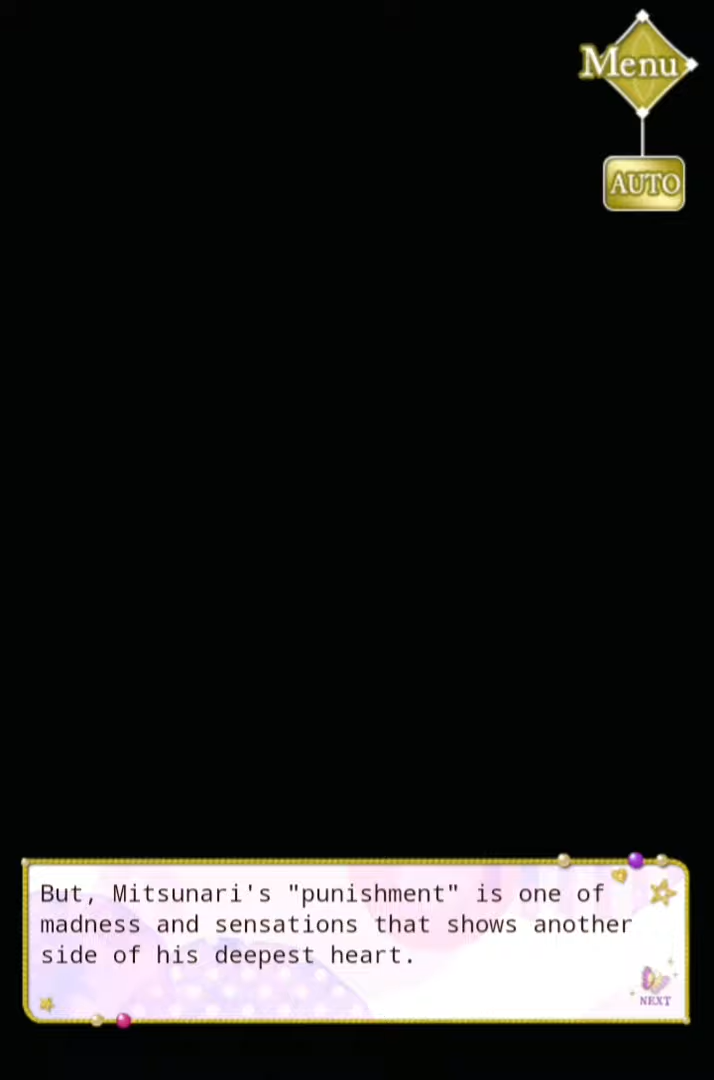 Menu
AUTO
But, Mitsunari's "punishment" is one of
madness and sensations that shows another
side of his deepest heart.
NEXT